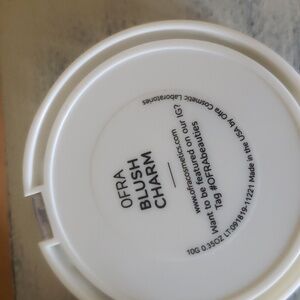 OFRA
BLUSH
CHARM
www.ofracosmetics.com
Want to be featured on our IG?
Tag #OFRAbeauties
10G 0.35OZ LT091819-11221 Made in the USA by Ofra Cosmetic Laboratories